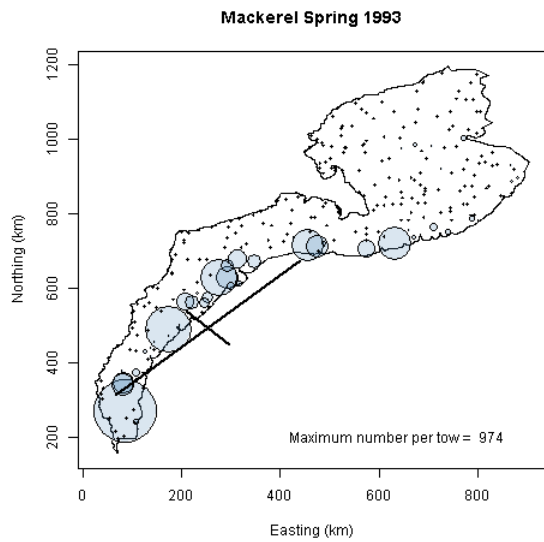 Mackerel Spring 1993
1200
1000
800
600
400
200
Northing (km)
Maximum number per tow = 974
0 200 400 600 800
Easting (km)